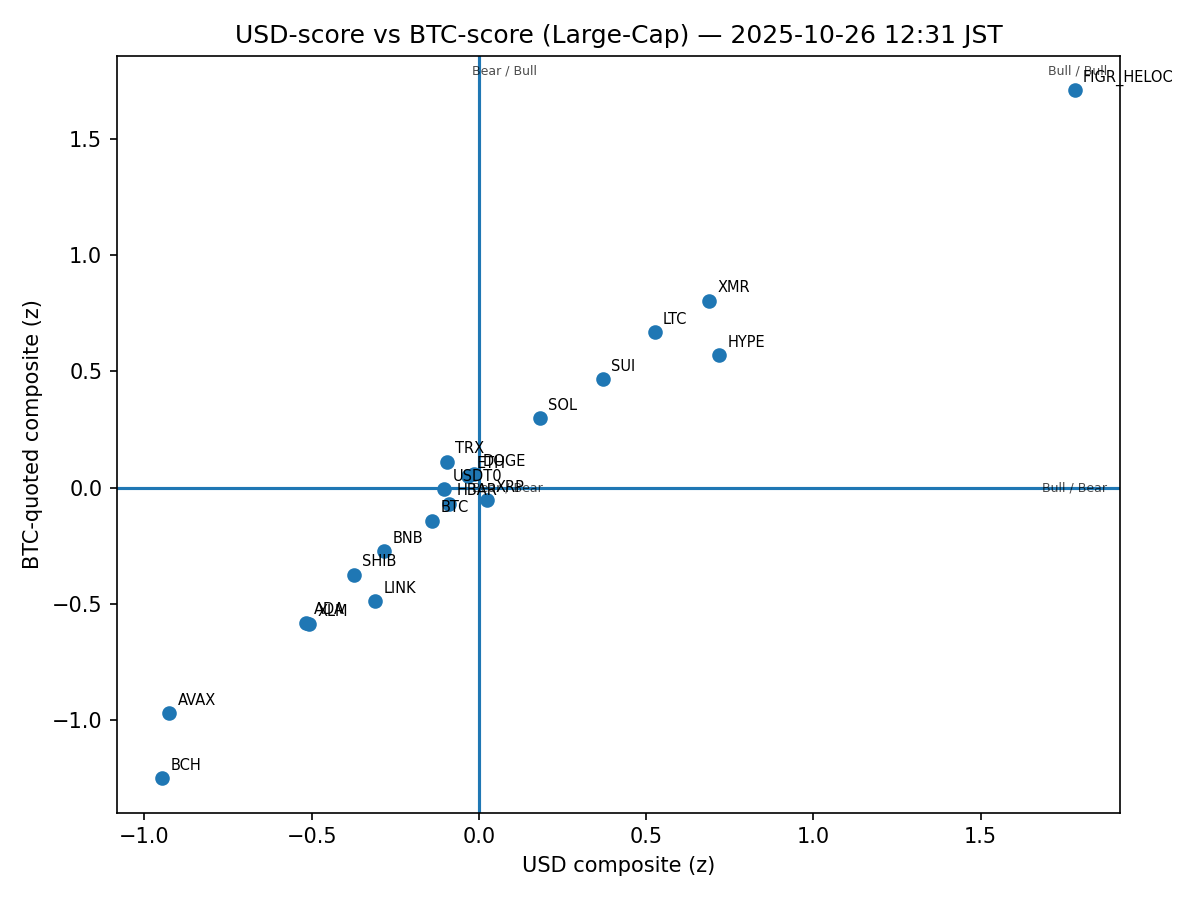 USD-score vs BTC-score (Large-Cap) — 2025-10-26 12:31 JST
Bear / Bull
Bull / Bull
FIGR_HELOC
1.5
1.0
XMR
LTC
HYPE
0.5
SUI
SOL
TRX
ETH
DOGE
USDT0
0.0
HBAR
XRP
Bear / Bear
Bull / Bear
BTC
BNB
SHIB
LINK
−0.5
ADA
XLM
AVAX
−1.0
BCH
−1.0
−0.5
0.0
0.5
1.0
1.5
USD composite (z)
BTC-quoted composite (z)